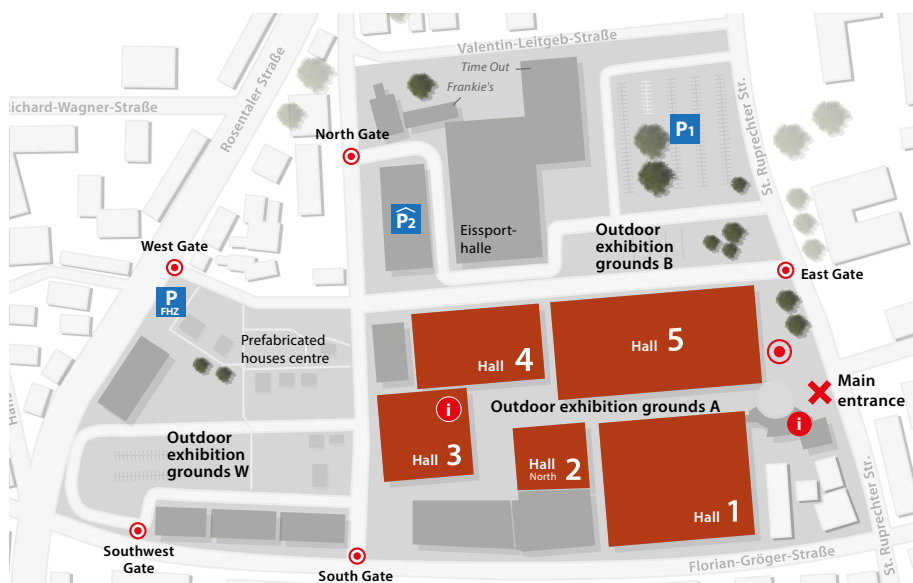 Valentin-Leitgeb-Straße
Time Out
Frankie's
Richard-Wagner-Straße
Rosentaler Straße
St. Ruprechter Str.
P1
North Gate
P2
Eissport-
halle
Outdoor
exhibition
grounds B
West Gate
East Gate
P
FHZ
Prefabricated
houses centre
Hall 4
Hall 5
Main
entrance
i
Outdoor exhibition grounds A
i
Hall 3
Outdoor
exhibition
grounds W
Hall
North 2
Hall 1
Southwest
Gate
South Gate
Florian-Gröger-Straße
St. Ruprechter Str.